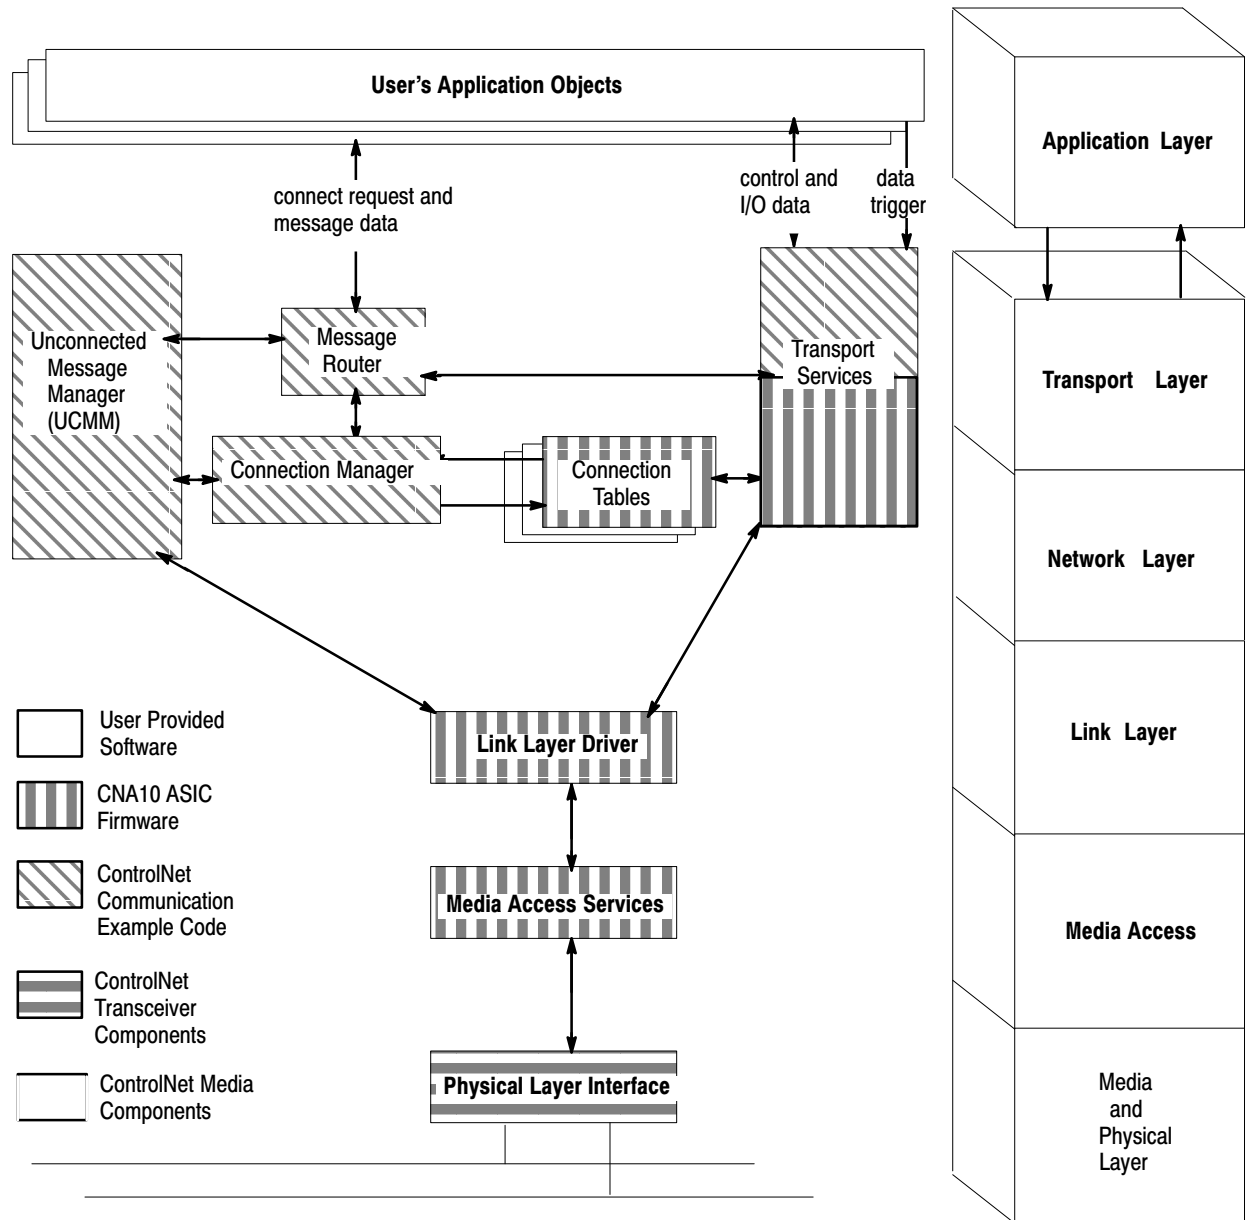 User's Application Objects
connect request and
message data
control and
I/O data
data
trigger
Unconnected
Message
Manager
(UCMM)
Message
Router
Transport
Services
Connection Manager
Connection
Tables
Link Layer Driver
Media Access Services
Physical Layer Interface
User Provided
Software
CNA10 ASIC
Firmware
ControlNet
Communication
Example Code
ControlNet
Transceiver
Components
ControlNet Media
Components
Application Layer
Transport Layer
Network Layer
Link Layer
Media Access
Media
and
Physical
Layer